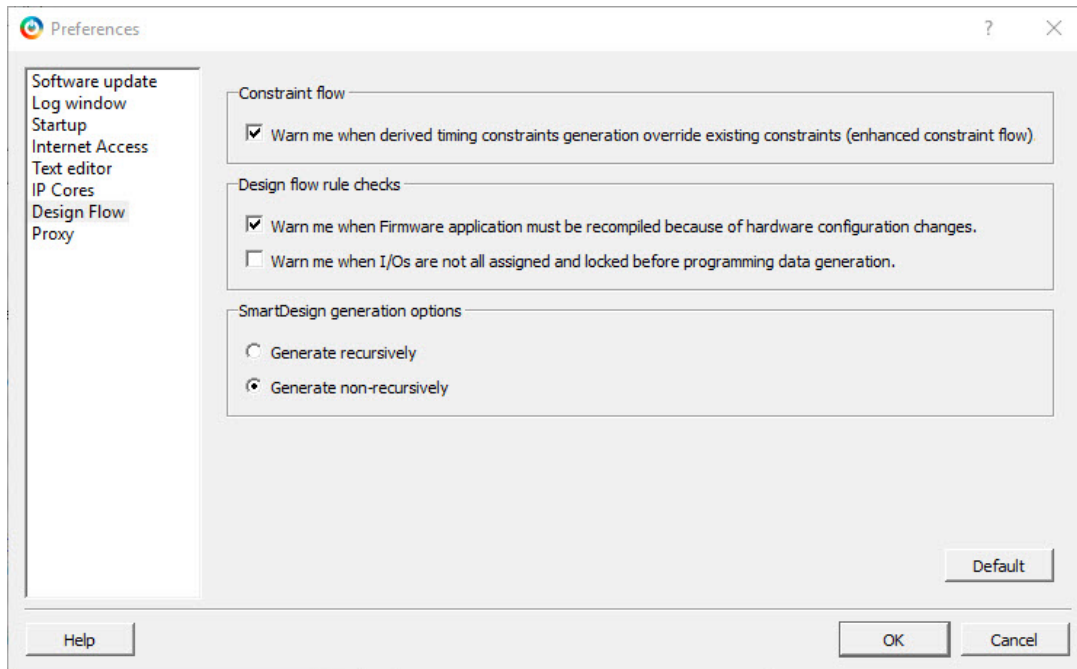 Preferences
?
Software update
Log window
Startup
Internet Access
Text editor
IP Cores
Design Flow
Proxy
Constraint flow
Warn me when derived timing constraints generation override existing constraints (enhanced constraint flow)
Design flow rule checks
Warn me when Firmware application must be recompiled because of hardware configuration changes.
Warn me when I/Os are not all assigned and locked before programming data generation.
SmartDesign generation options
Generate recursively
Generate non-recursively
Default
Help
OK
Cancel